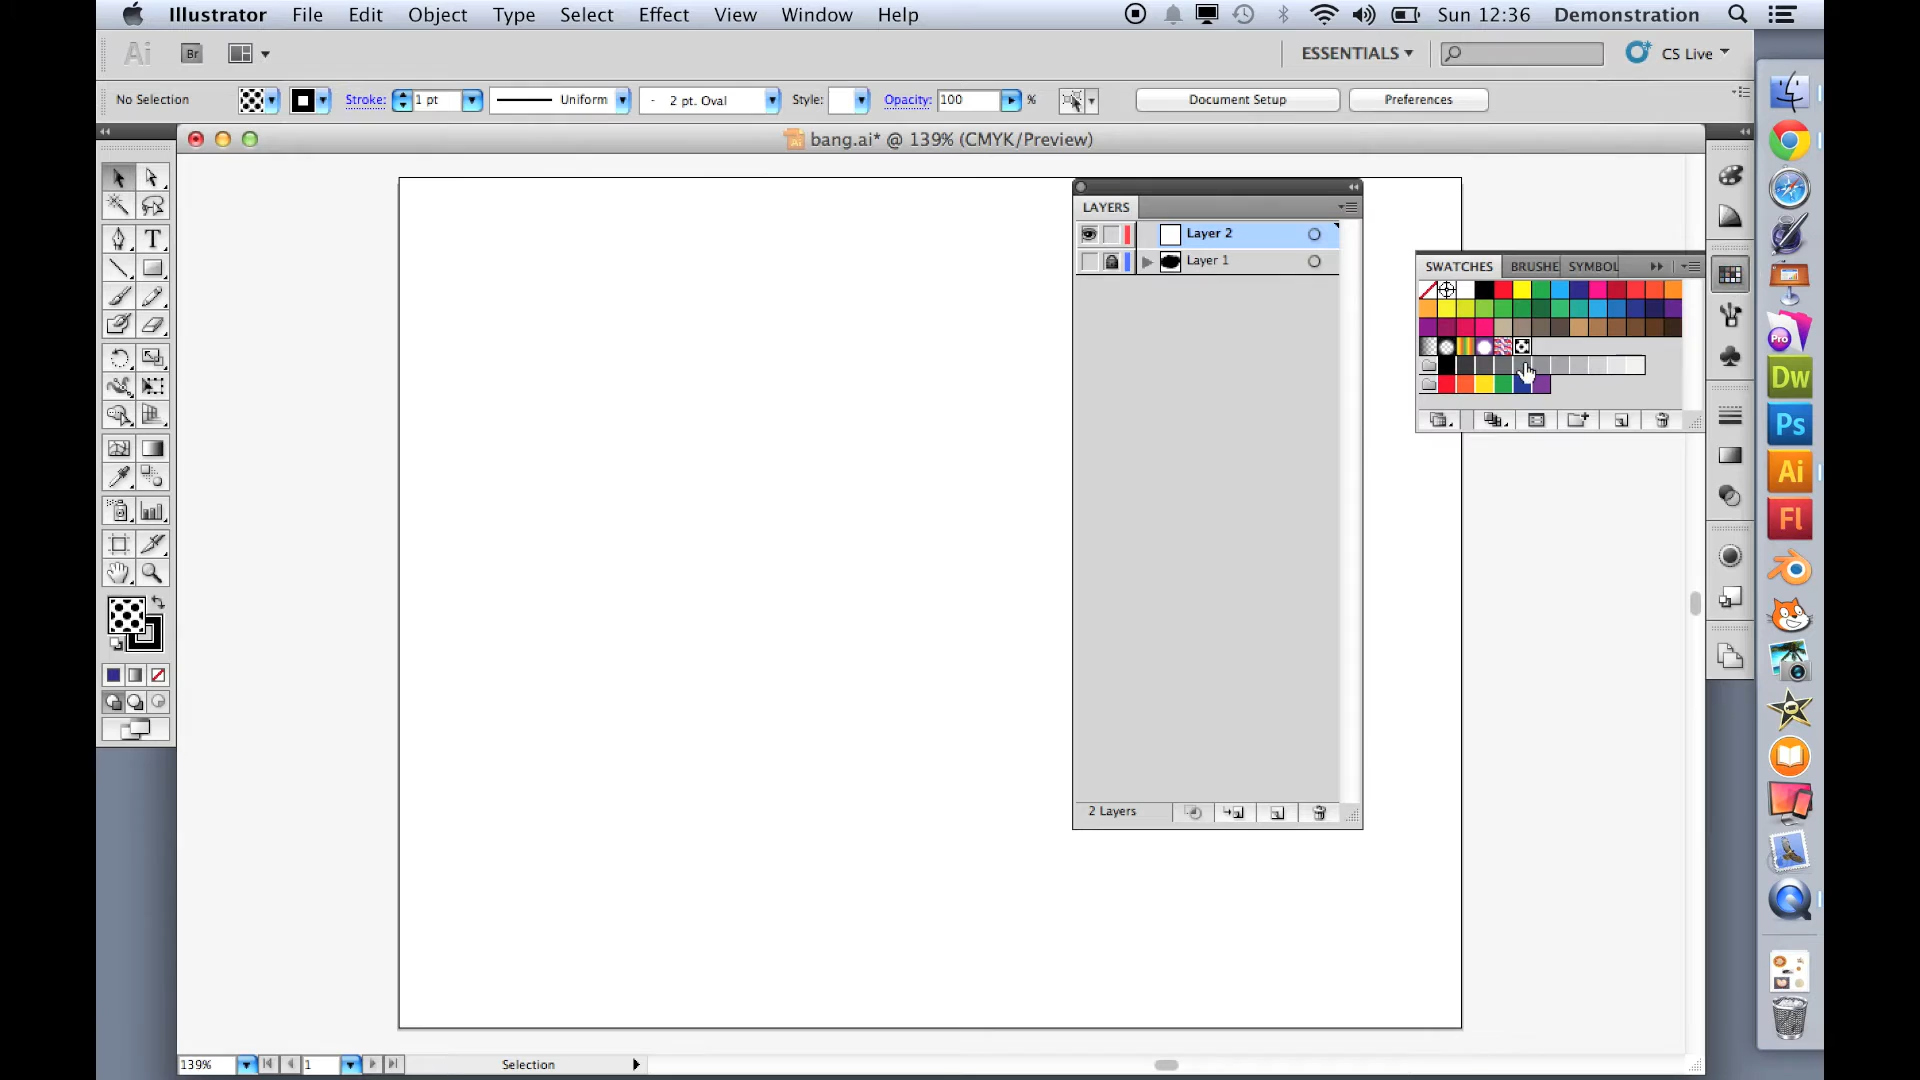 Illustrator File Edit Object Type Select Effect View Window Help Sun 12:36 Demonstration
Ai Br ESSENTIALS CS Live
No Selection Stroke: 1 pt Uniform 2 pt. Oval Style: Opacity: 100 % Document Setup Preferences
bang.ai* @ 139% (CMYK/Preview)
LAYERS
Layer 2
Layer 1
2 Layers
SWATCHES BRUSHE SYMBOL
T
Pro
Dw
Ps
Ai
Fl
139% 1 Selection